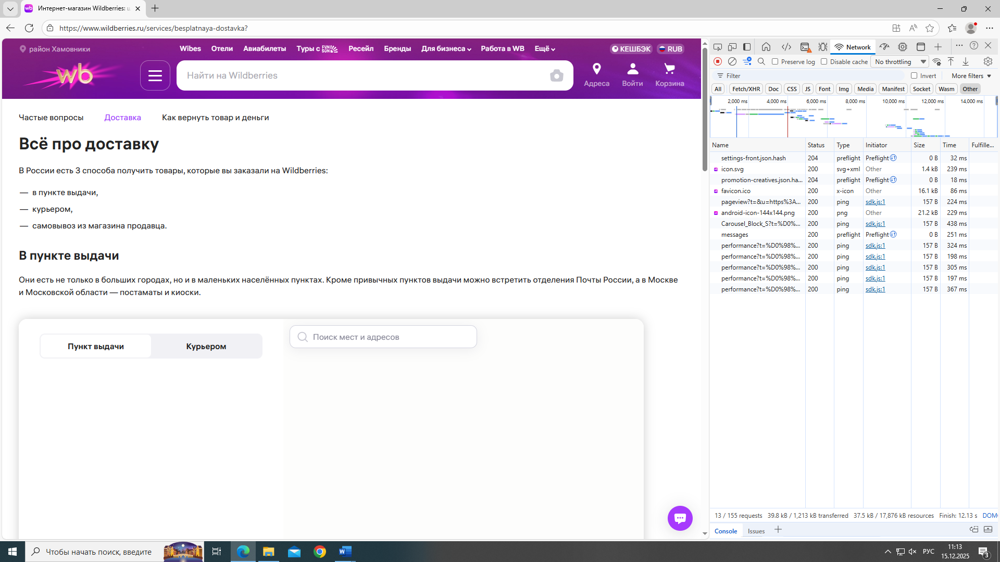 Интернет-магазин Wildberries: ш
https://www.wildberries.ru/services/besplatnaya-dostavka?
район Хамовники
Wibes
Отели
Авиабилеты
Туры с FUN SUN
Ресейл
Бренды
Для бизнеса
Работа в WB
Ещё
КЕШБЭК
RUB
wb
Найти на Wildberries
Адреса
Войти
Корзина
Частые вопросы
Доставка
Как вернуть товар и деньги
Всё про доставку
В России есть 3 способа получить товары, которые вы заказали на Wildberries:
— в пункте выдачи,
— курьером,
— самовывоз из магазина продавца.
В пункте выдачи
Они есть не только в больших городах, но и в маленьких населённых пунктах. Кроме привычных пунктов выдачи можно встретить отделения Почты России, а в Москве
и Московской области — постаматы и киоски.
Пункт выдачи
Курьером
Поиск мест и адресов
Network
Preserve log
Disable cache
No throttling
Filter
Invert
More filters
All
Fetch/XHR
Doc
CSS
JS
Font
Img
Media
Manifest
Socket
Wasm
Other
2,000 ms
4,000 ms
6,000 ms
8,000 ms
10,000 ms
12,000 ms
14,000 ms
Name Status Type Initiator Size Time Fulfille...
settings-front.json.hash 204 preflight Preflight 0 B 32 ms
icon.svg 200 svg+xml Other 1.4 kB 239 ms
promotion-creatives.json.ha... 204 preflight Preflight 0 B 18 ms
favicon.ico 200 x-icon Other 16.1 kB 86 ms
pageview?t=&u=https%3A... 200 ping sdk.js:1 157 B 224 ms
android-icon-144x144.png 200 png Other 21.2 kB 229 ms
Carousel_Block_S?t=%D0%... 200 ping sdk.js:1 157 B 438 ms
messages 200 preflight Preflight 0 B 251 ms
performance?t=%D0%98%... 200 ping sdk.js:1 157 B 324 ms
performance?t=%D0%98%... 200 ping sdk.js:1 157 B 198 ms
performance?t=%D0%98%... 200 ping sdk.js:1 157 B 305 ms
performance?t=%D0%98%... 200 ping sdk.js:1 157 B 197 ms
performance?t=%D0%98%... 200 ping sdk.js:1 157 B 367 ms
13 / 155 requests 39.8 kB / 1,213 kB transferred 37.5 kB / 17,876 kB resources Finish: 12.13 s DOMC
Console
Issues
Чтобы начать поиск, введите
РУС
11:13
15.12.2025
3